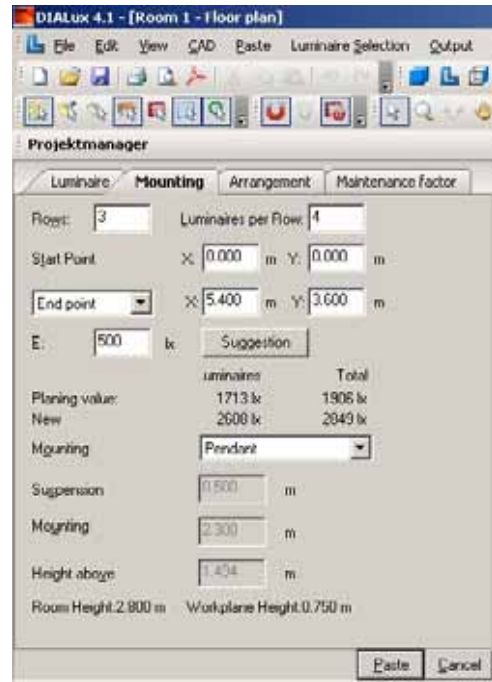 DIALux 4.1 - [Room 1 - Floor plan]
File Edit View CAD Paste Luminaire Selection Output
Projektmanager
Luminaire Mounting Arrangement Maintenance factor
Rows: 3 Luminaires per Row: 4
Start Point X: 0.000 m Y: 0.000 m
End point X: 5.400 m Y: 3.600 m
E: 500 lx Suggestion
uminaires Total
Planing value: 1713 lx 1906 lx
New 2608 lx 2849 lx
Mounting Pendant
Suspension 0.500 m
Mounting 2.300 m
Height above 1.494 m
Room Height:2.800 m Workplane Height:0.750 m
Paste Cancel